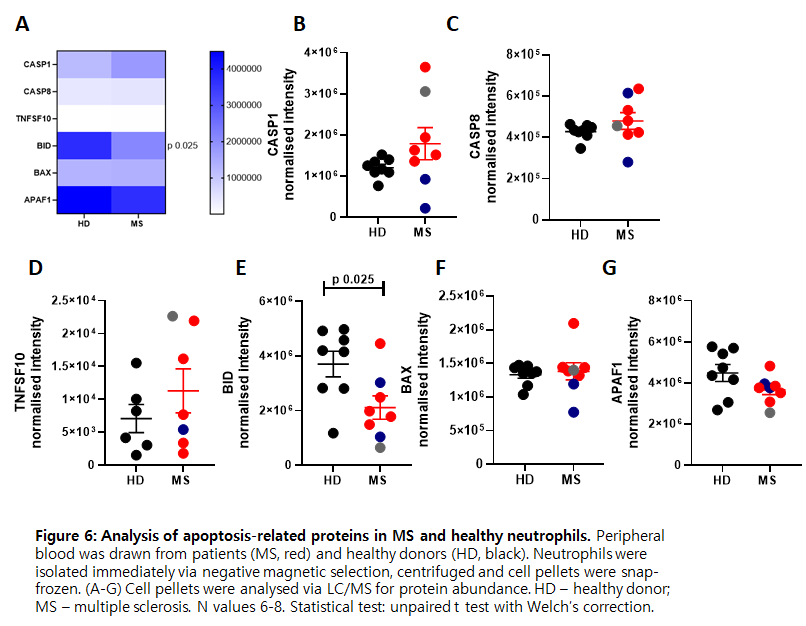 A
CASP1
CASP8
TNFSF10
BID
BAX
APAF1
HD
MS
p 0.025
4000000
3000000
2000000
1000000
B
CASP1
normalised intensity
4×10⁶
3×10⁶
2×10⁶
1×10⁶
0
HD
MS
C
CASP8
normalised intensity
8×10⁵
6×10⁵
4×10⁵
2×10⁵
0
HD
MS
D
TNFSF10
normalised intensity
2.5×10⁴
2×10⁴
1.5×10⁴
1×10⁴
5×10³
0
HD
MS
E
p 0.025
BID
normalised intensity
6×10⁶
4×10⁶
2×10⁶
0
HD
MS
F
BAX
normalised intensity
2.5×10⁶
2×10⁶
1.5×10⁶
1×10⁶
5×10⁵
0
HD
MS
G
APAF1
normalised intensity
8×10⁶
6×10⁶
4×10⁶
2×10⁶
0
HD
MS
Figure 6: Analysis of apoptosis-related proteins in MS and healthy neutrophils. Peripheral
blood was drawn from patients (MS, red) and healthy donors (HD, black). Neutrophils were
isolated immediately via negative magnetic selection, centrifuged and cell pellets were snap-
frozen. (A-G) Cell pellets were analysed via LC/MS for protein abundance. HD – healthy donor;
MS – multiple sclerosis. N values 6-8. Statistical test: unpaired t test with Welch's correction.